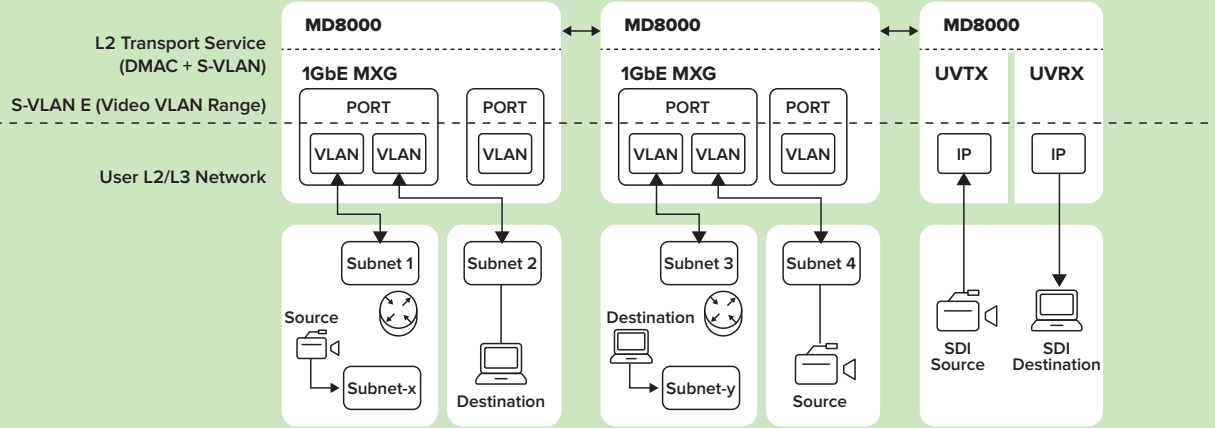 MD8000
MD8000
MD8000
L2 Transport Service
(DMAC + S-VLAN)
1GbE MXG
1GbE MXG
UVTX
UVRX
S-VLAN E (Video VLAN Range)
PORT
PORT
PORT
PORT
VLAN
VLAN
VLAN
VLAN
VLAN
VLAN
IP
IP
User L2/L3 Network
Subnet 1
Subnet 2
Subnet 3
Subnet 4
Source
Destination
Subnet-x
Destination
Subnet-y
Source
SDI
Source
SDI
Destination